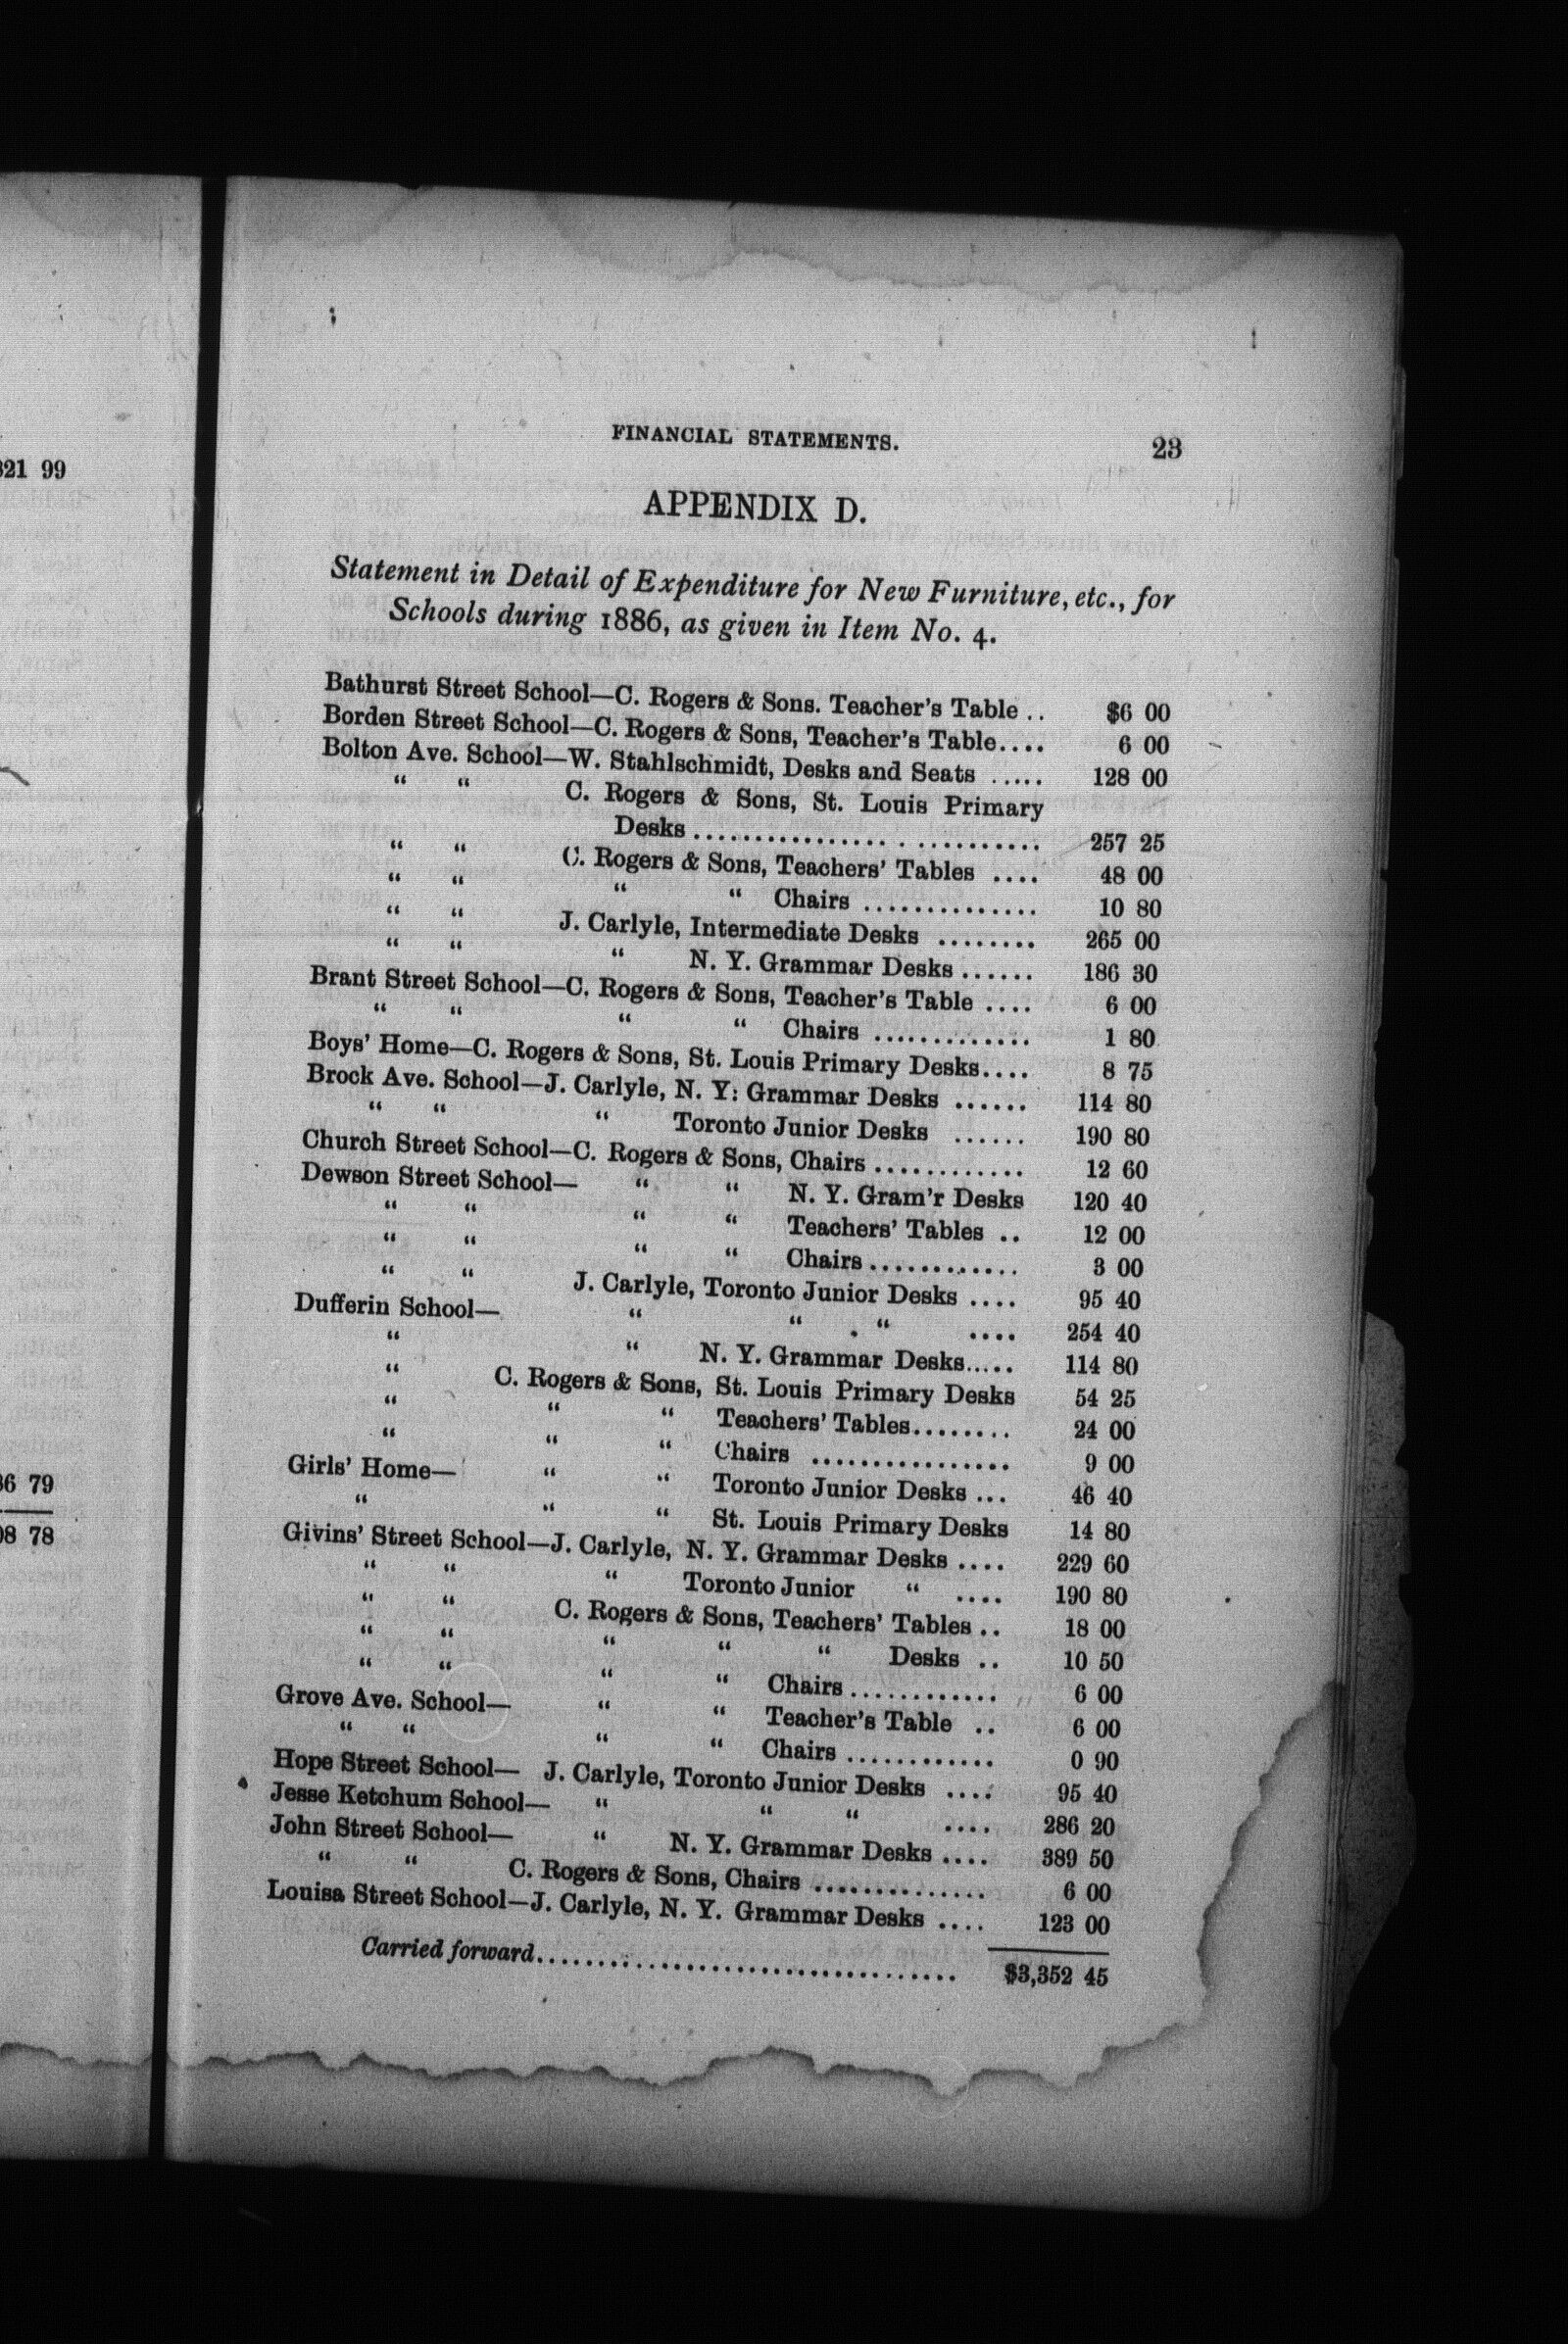 321 99
36 79
08 78
FINANCIAL STATEMENTS. 23
APPENDIX D.
Statement in Detail of Expenditure for New Furniture, etc., for
Schools during 1886, as given in Item No. 4.
Bathurst Street School—C. Rogers & Sons. Teacher's Table .. $6 00
Borden Street School—C. Rogers & Sons, Teacher's Table.... 6 00
Bolton Ave. School—W. Stahlschmidt, Desks and Seats ..... 128 00
" " C. Rogers & Sons, St. Louis Primary
Desks .......................... 257 25
" " C. Rogers & Sons, Teachers' Tables .... 48 00
" " " " Chairs .............. 10 80
" " J. Carlyle, Intermediate Desks ........ 265 00
" " " N. Y. Grammar Desks ...... 186 30
Brant Street School—C. Rogers & Sons, Teacher's Table .... 6 00
" " " " Chairs ............. 1 80
Boys' Home—C. Rogers & Sons, St. Louis Primary Desks.... 8 75
Brock Ave. School—J. Carlyle, N. Y: Grammar Desks ...... 114 80
" " " Toronto Junior Desks ...... 190 80
Church Street School—C. Rogers & Sons, Chairs ............ 12 60
Dewson Street School— " " N. Y. Gram'r Desks 120 40
" " " " Teachers' Tables .. 12 00
" " " " Chairs ............ 3 00
" " J. Carlyle, Toronto Junior Desks .... 95 40
Dufferin School— " " " .... 254 40
" " N. Y. Grammar Desks..... 114 80
" C. Rogers & Sons, St. Louis Primary Desks 54 25
" " " Teachers' Tables........ 24 00
" " " Chairs ................ 9 00
Girls' Home— " " Toronto Junior Desks ... 46 40
" " " St. Louis Primary Desks 14 80
Givins' Street School—J. Carlyle, N. Y. Grammar Desks .... 229 60
" " " Toronto Junior " .... 190 80
" " C. Rogers & Sons, Teachers' Tables .. 18 00
" " " " " Desks .. 10 50
" " " " Chairs ............ 6 00
Grove Ave. School— " " Teacher's Table .. 6 00
" " " " Chairs ............ 0 90
Hope Street School— J. Carlyle, Toronto Junior Desks .... 95 40
Jesse Ketchum School— " " " .... 286 20
John Street School— " N. Y. Grammar Desks .... 389 50
" " C. Rogers & Sons, Chairs .............. 6 00
Louisa Street School—J. Carlyle, N. Y. Grammar Desks .... 123 00
Carried forward.................................. $3,352 45